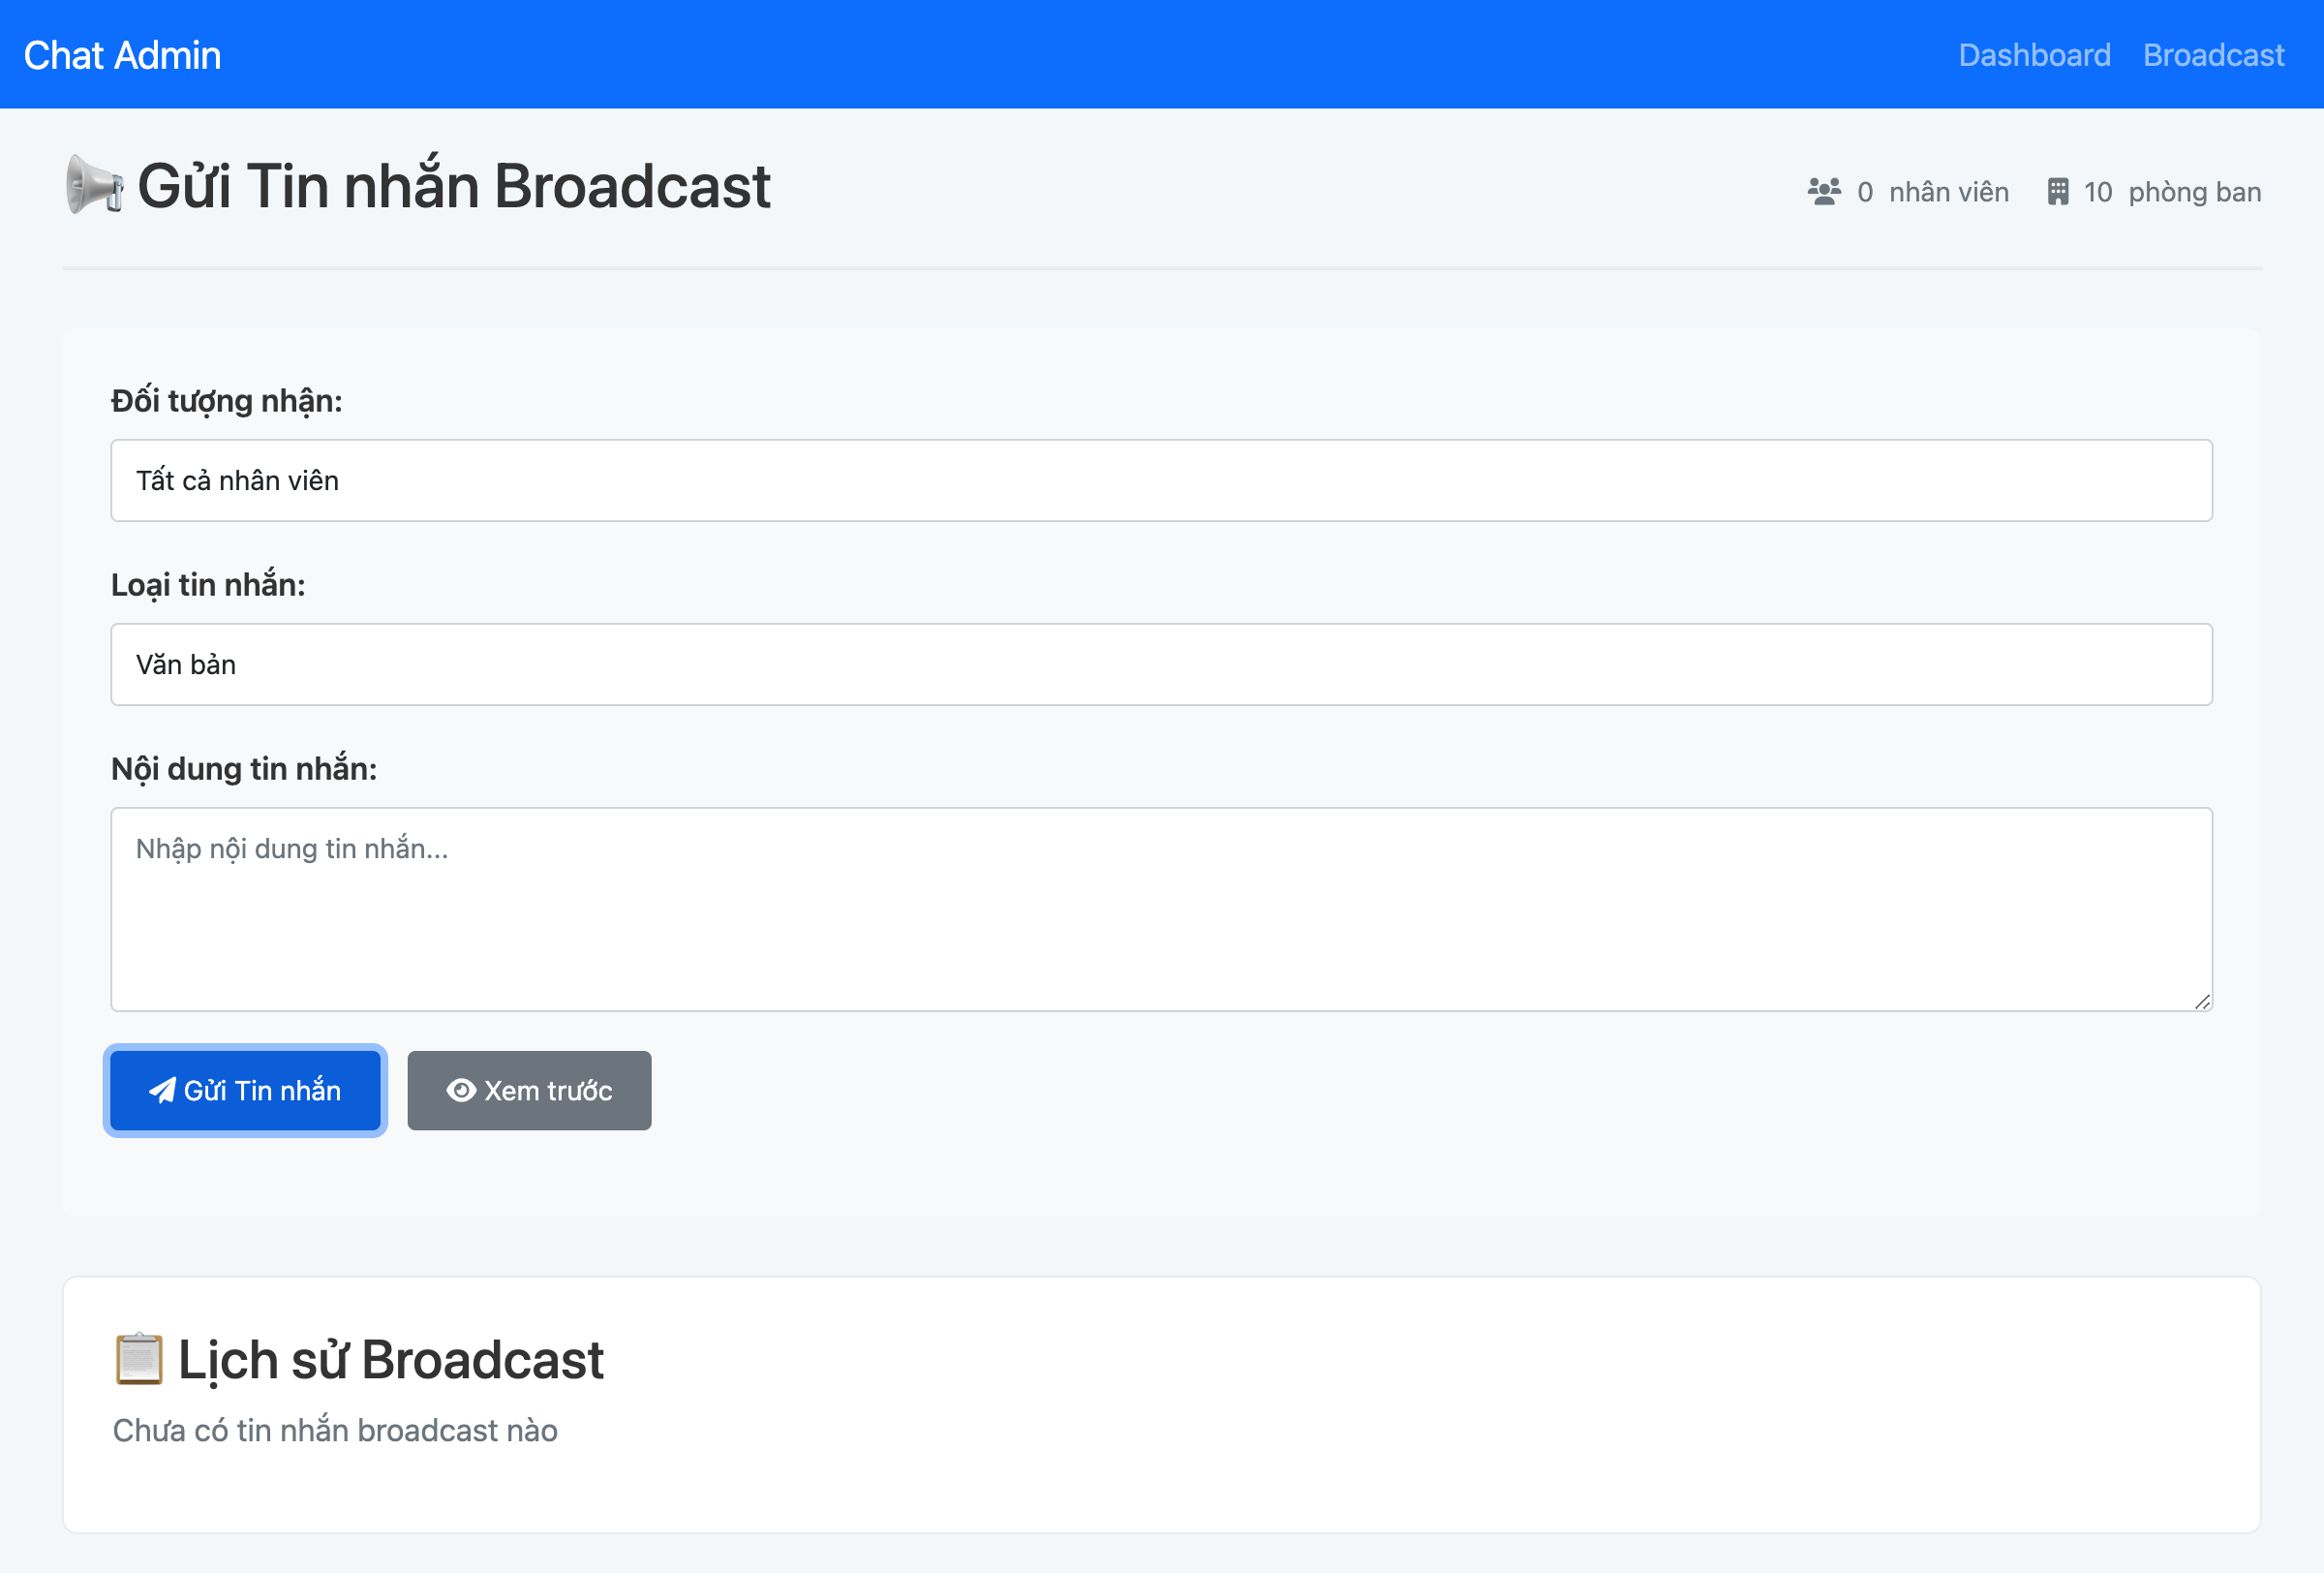 Chat Admin
Dashboard Broadcast
Gửi Tin nhắn Broadcast
0 nhân viên 10 phòng ban
Đối tượng nhận:
Tất cả nhân viên
Loại tin nhắn:
Văn bản
Nội dung tin nhắn:
Nhập nội dung tin nhắn...
Gửi Tin nhắn Xem trước
Lịch sử Broadcast
Chưa có tin nhắn broadcast nào